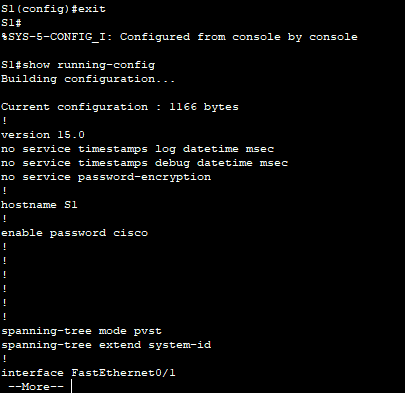 S1(config)#exit
S1#
%SYS-5-CONFIG_I: Configured from console by console
S1#show running-config
Building configuration...
Current configuration : 1166 bytes
!
version 15.0
no service timestamps log datetime msec
no service timestamps debug datetime msec
no service password-encryption
!
hostname S1
!
enable password cisco
!
!
!
!
!
!
spanning-tree mode pvst
spanning-tree extend system-id
!
interface FastEthernet0/1
--More--